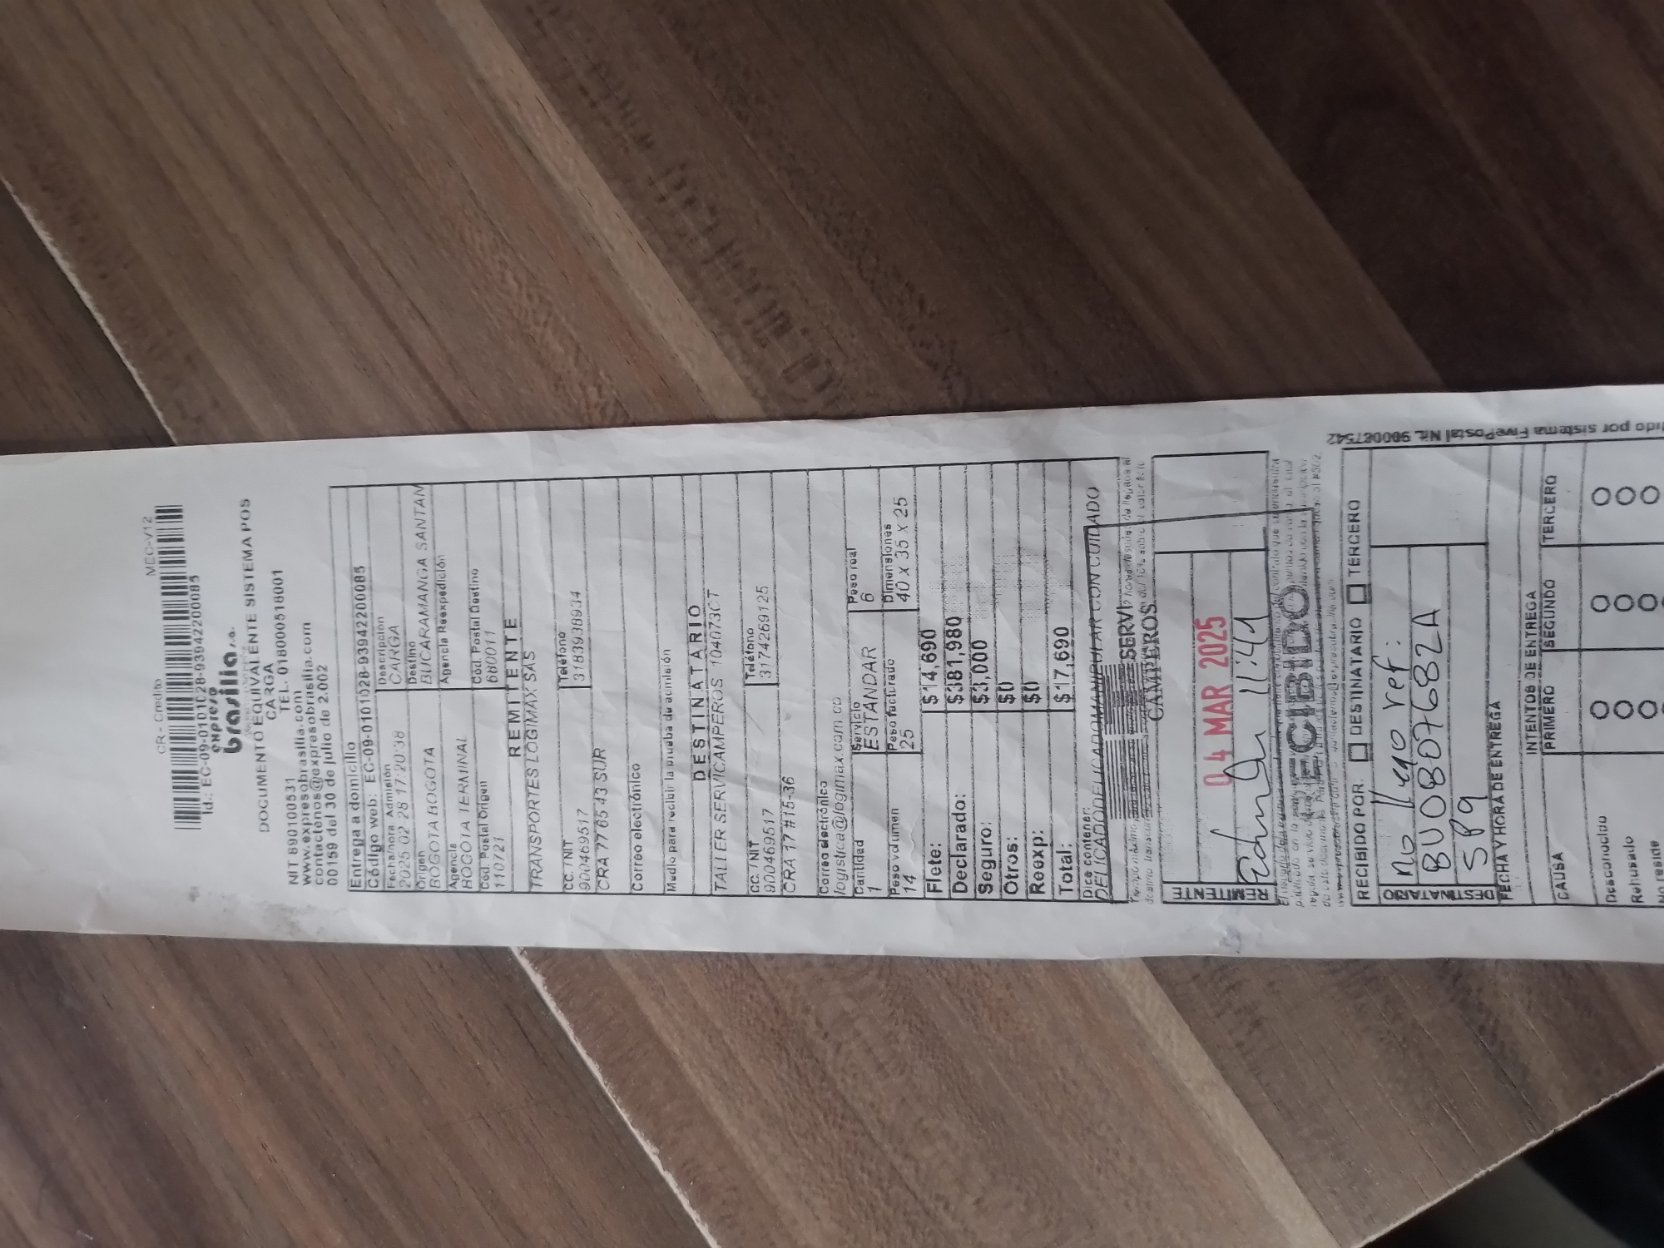 MEC-V12
CR - Credito
Id.: EC-09-0101C28-93942200085
expreso
brasilia s.a.
DOCUMENTO EQUIVALENTE SISTEMA POS
CARGA
TEL. 018000518001
NIT 890100531
www.expresobrasilia.com
contactenos@expresobrasilia.com
00159 del 30 de julio de 2.002
Entrega a domicilio
Código web: EC-09-0101028-93942200085
Fecha/hora Admisión
2025 02 28 17:20:38
Descripción
CARGA
Origen
BOGOTA BOGOTA
Destino
BUCARAMANGA SANTAM
Agencia
BOGOTA TERMINAL
Agencia Reexpedición
Cód. Postal Origen
110721
Cód. Postal Destino
680011
REMITENTE
TRANSPORTES LOGIMAX SAS
CC. / NIT
900469517
Teléfono
3183938934
CRA 77 65 43 SUR
Correo electrónico
Medio para recibir la prueba de admisión
DESTINATARIO
TALLER SERVICAMPEROS 104073CT
CC. NIT
900469517
Teléfono
3174269125
CRA 17 #15-36
Correo electrónico
logistica@logimax.com.co
Cantidad
1
Servicio
ESTANDAR
Peso real
6
Peso volumen
14
Peso facturado
25
Dimensiones
40 x 35 x 25
Flete: $14,690
Declarado: $381,980
Seguro: $3,000
Otros: $0
Reexp: $0
Total: $17,690
Dice contener:
DELICADODELICADOMANIPULAR CON CUIDADO
SERVI
CAMPEROS
04 MAR 2025
11:44
RECIBIDO
REMITENTE
RECIBIDO POR: DESTINATARIO TERCERO
no llego ref:
BU0807682A
SP9
DESTINATARIO
FECHA Y HORA DE ENTREGA
INTENTOS DE ENTREGA
CAUSA PRIMERO SEGUNDO TERCERO
Desconocido
Rehusado
No reside
por sistema FivePostal Nit. 900087542